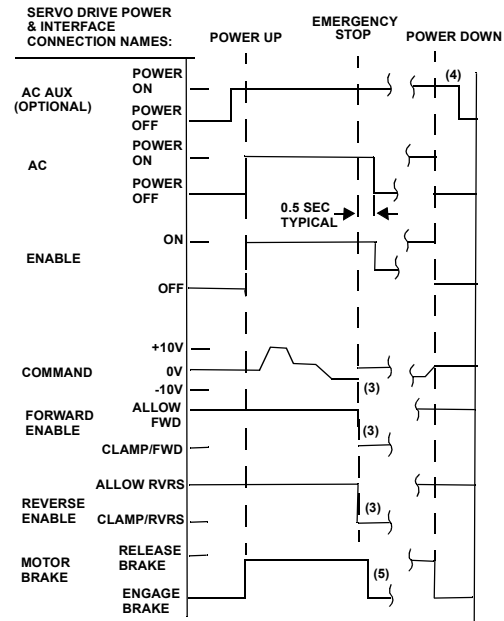 SERVO DRIVE POWER
& INTERFACE
CONNECTION NAMES:
POWER UP
EMERGENCY
STOP
POWER DOWN
AC AUX
(OPTIONAL)
POWER
ON
POWER
OFF
(4)
AC
POWER
ON
POWER
OFF
0.5 SEC
TYPICAL
ENABLE
ON
OFF
COMMAND
+10V
0V
-10V
(3)
FORWARD
ENABLE
ALLOW
FWD
CLAMP/FWD
(3)
REVERSE
ENABLE
ALLOW RVRS
CLAMP/RVRS
(3)
MOTOR
BRAKE
RELEASE
BRAKE
ENGAGE
BRAKE
(5)